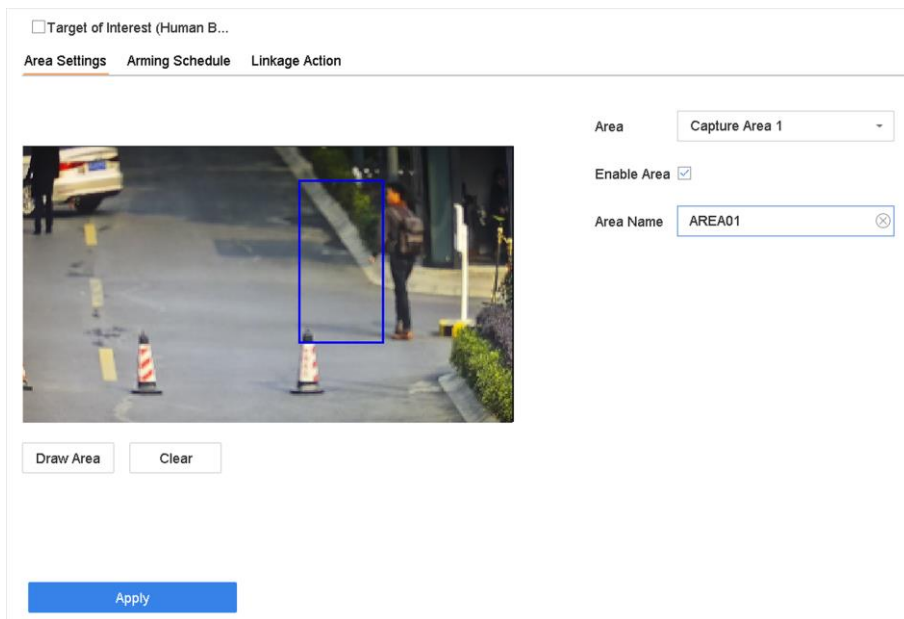 Target of Interest (Human B...
Area Settings Arming Schedule Linkage Action
Area Capture Area 1
Enable Area
Area Name AREA01
Draw Area Clear
Apply